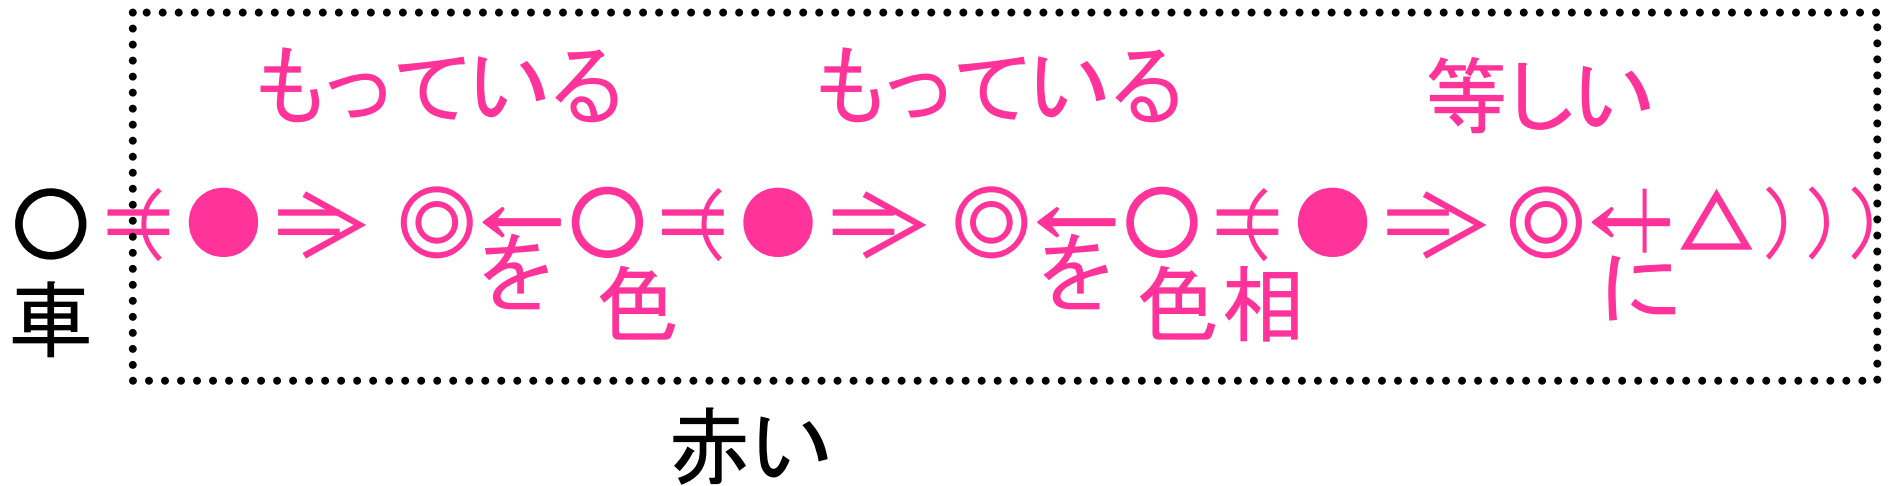 もっている もっている 等しい
○=(●⇒◎←○=(●⇒◎←○=(●⇒◎←+△)))
を を に
車 色 色相
赤い